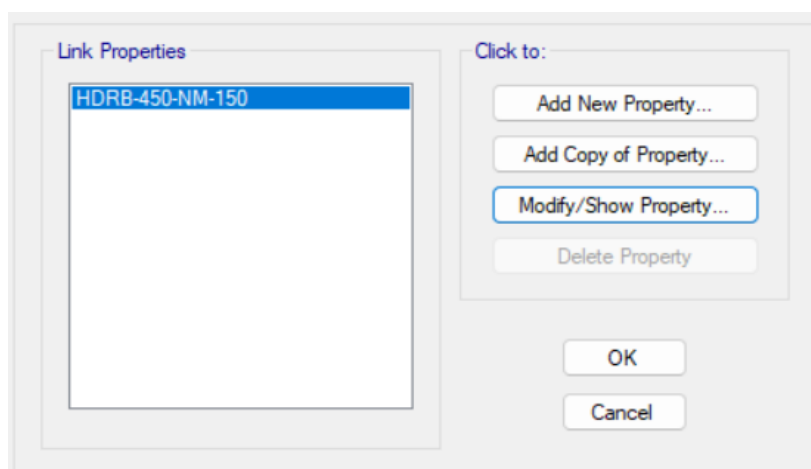 Link Properties
HDRB-450-NM-150
Click to:
Add New Property...
Add Copy of Property...
Modify/Show Property...
Delete Property
OK
Cancel